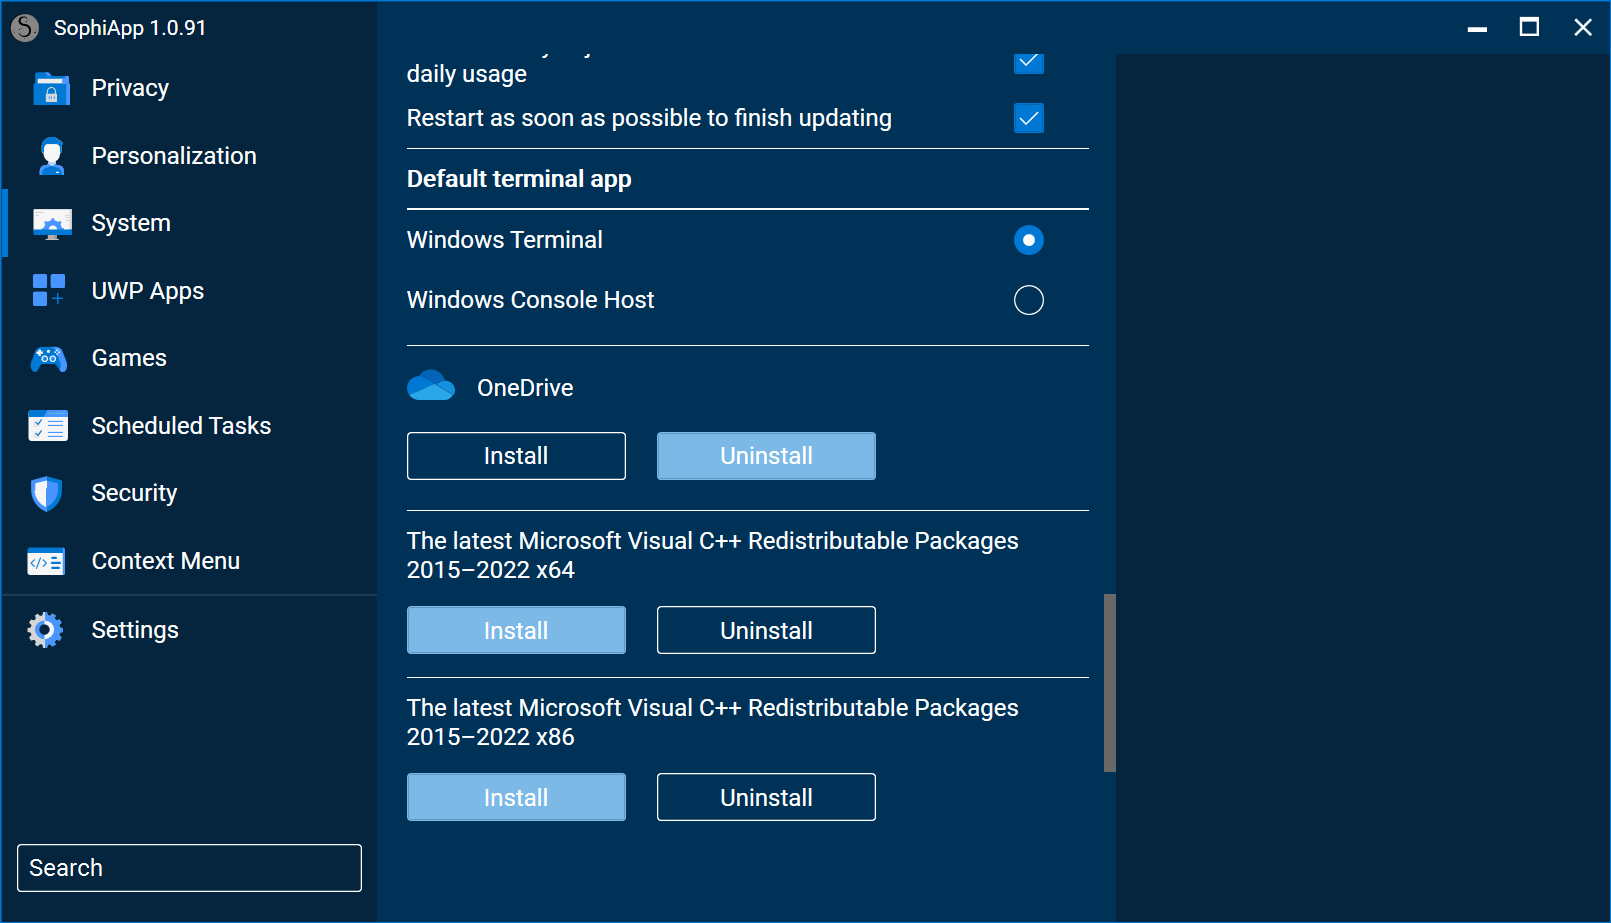 SophiApp 1.0.91
Privacy
Personalization
System
UWP Apps
Games
Scheduled Tasks
Security
Context Menu
Settings
Search
daily usage
Restart as soon as possible to finish updating
Default terminal app
Windows Terminal
Windows Console Host
OneDrive
Install
Uninstall
The latest Microsoft Visual C++ Redistributable Packages
2015–2022 x64
Install
Uninstall
The latest Microsoft Visual C++ Redistributable Packages
2015–2022 x86
Install
Uninstall